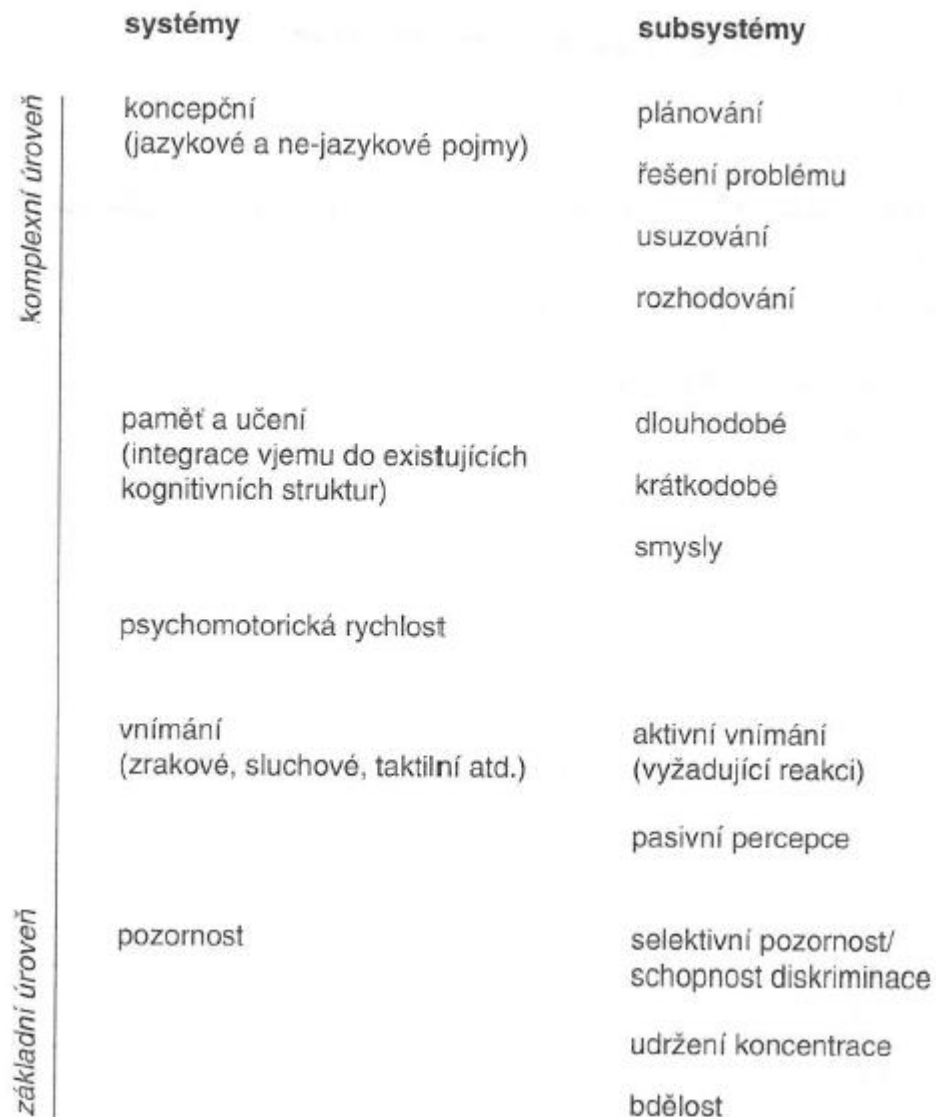 systémy
subsystémy
komplexní úroveň
koncepční
(jazykové a ne-jazykové pojmy)
plánování
řešení problému
usuzování
rozhodování
paměť a učení
(integrace vjemu do existujících
kognitivních struktur)
dlouhodobé
krátkodobé
smysly
psychomotorická rychlost
vnímání
(zrakové, sluchové, taktilní atd.)
aktivní vnímání
(vyžadující reakci)
pasivní percepce
základní úroveň
pozornost
selektivní pozornost/
schopnost diskriminace
udržení koncentrace
bdělost